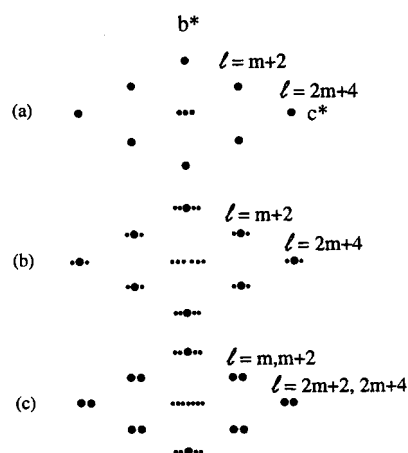 b*
ℓ = m+2
ℓ = 2m+4
(a)
c*
ℓ = m+2
(b)
ℓ = 2m+4
ℓ = m,m+2
ℓ = 2m+2, 2m+4
(c)